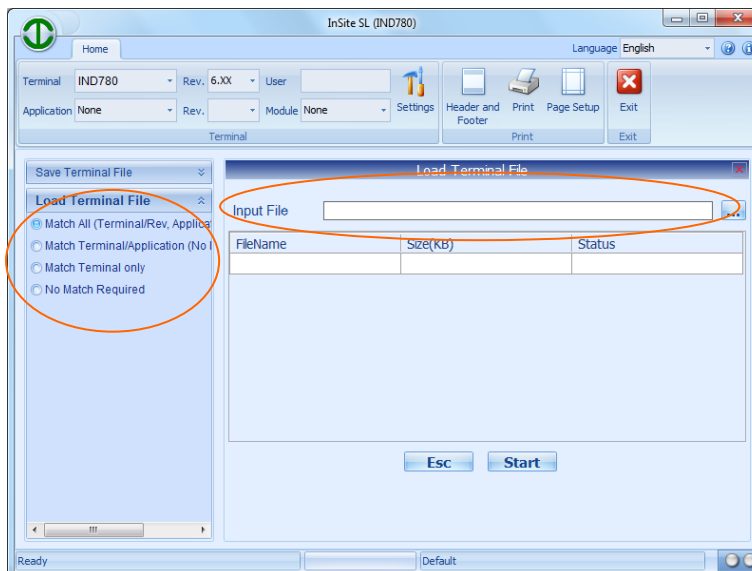 InSite SL (IND780)
Home
Language English
Terminal IND780 Rev. 6.XX User
Application None Rev. Module None
Settings
Header and Footer
Print
Page Setup
Exit
Terminal
Print
Exit
Save Terminal File
Load Terminal File
Match All (Terminal/Rev, Applica
Match Terminal/Application (No
Match Teminal only
No Match Required
Load Terminal File
Input File
...
FileName Size(KB) Status
Esc Start
Ready Default